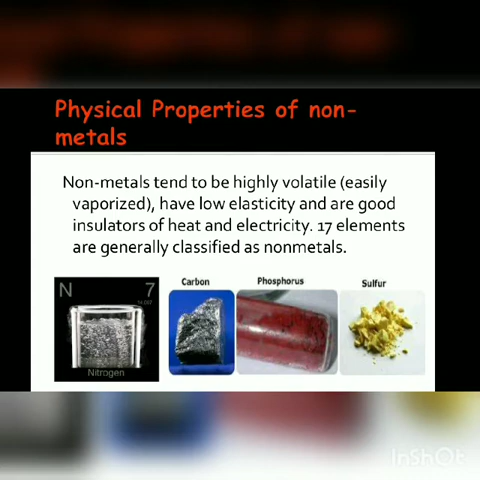 Physical Properties of non-
metals
Non-metals tend to be highly volatile (easily
vaporized), have low elasticity and are good
insulators of heat and electricity. 17 elements
are generally classified as nonmetals.
N 7
Carbon Phosphorus Sulfur
Nitrogen
InShOt